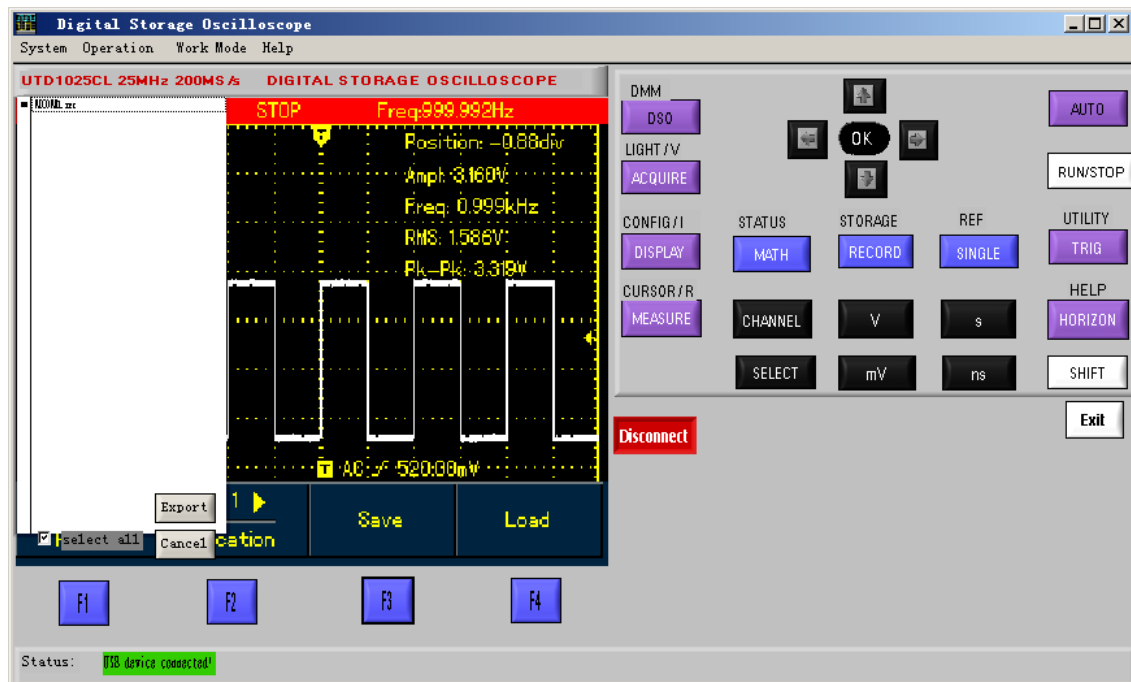 Digital Storage Oscilloscope
System Operation Work Mode Help
UTD1025CL 25MHz 200MS/s DIGITAL STORAGE OSCILLOSCOPE
STOP Freq:999.992Hz
Position: -0.88div
Ampl: 3.160V
Freq: 0.999kHz
RMS: 1.586V
Pk-Pk: 3.319V
T
T AC 520.00mV
1
Save
Load
cation
Export
select all
Cancel
F1 F2 F3 F4
Status: USB device connected!
DMM
DSO
AUTO
OK
LIGHT/V
ACQUIRE
RUN/STOP
CONFIG/I STATUS STORAGE REF UTILITY
DISPLAY MATH RECORD SINGLE TRIG
CURSOR/R HELP
MEASURE CHANNEL V s HORIZON
SELECT mV ns SHIFT
Disconnect
Exit